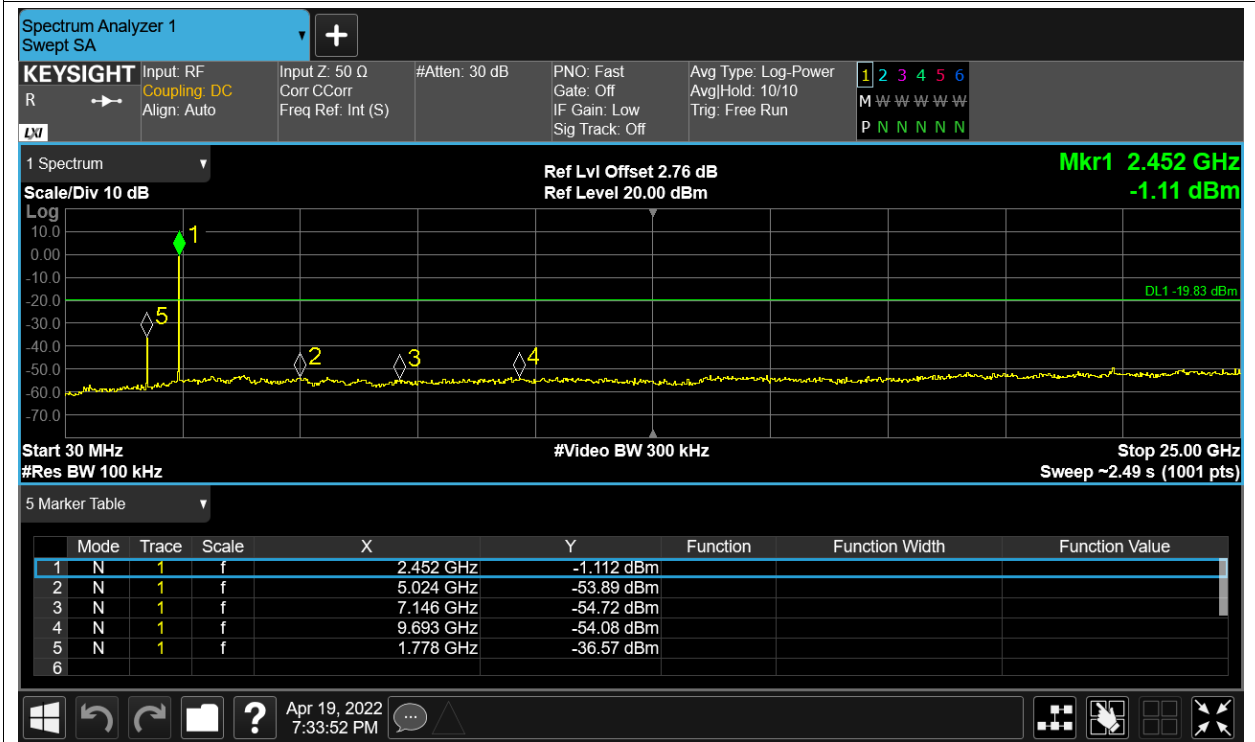 Spectrum Analyzer 1
Swept SA
KEYSIGHT
R
LXI
Input: RF
Coupling: DC
Align: Auto
Input Z: 50 Ω
Corr CCorr
Freq Ref: Int (S)
#Atten: 30 dB
PNO: Fast
Gate: Off
IF Gain: Low
Sig Track: Off
Avg Type: Log-Power
Avg|Hold: 10/10
Trig: Free Run
1 2 3 4 5 6
M W W W W W
P N N N N N
1 Spectrum
Scale/Div 10 dB
Ref Lvl Offset 2.76 dB
Ref Level 20.00 dBm
Mkr1 2.452 GHz
-1.11 dBm
Log
10.0
0.00
-10.0
-20.0
-30.0
-40.0
-50.0
-60.0
-70.0
1
5
2
3
4
DL1 -19.83 dBm
Start 30 MHz
#Res BW 100 kHz
#Video BW 300 kHz
Stop 25.00 GHz
Sweep ~2.49 s (1001 pts)
5 Marker Table
Mode Trace Scale X Y Function Function Width Function Value
1 N 1 f 2.452 GHz -1.112 dBm
2 N 1 f 5.024 GHz -53.89 dBm
3 N 1 f 7.146 GHz -54.72 dBm
4 N 1 f 9.693 GHz -54.08 dBm
5 N 1 f 1.778 GHz -36.57 dBm
6
?
Apr 19, 2022
7:33:52 PM